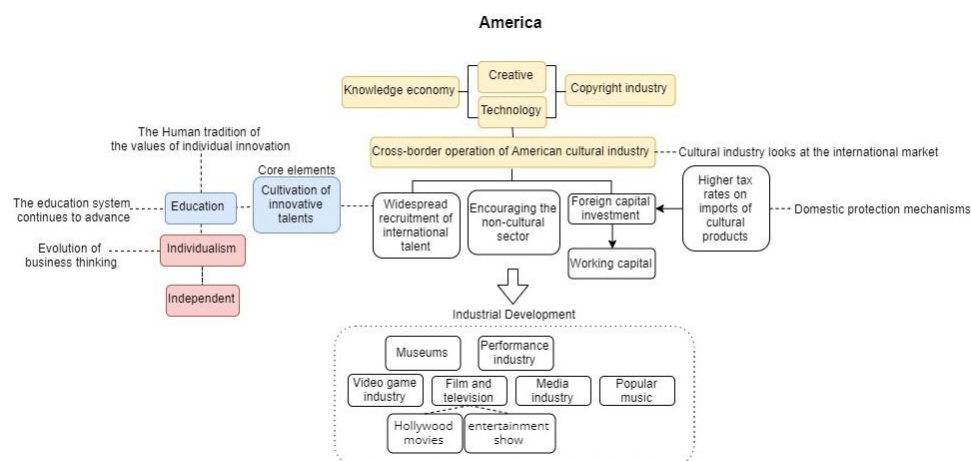 America
Creative
Knowledge economy
Copyright industry
Technology
The Human tradition of
the values of individual innovation
Cross-border operation of American cultural industry
Cultural industry looks at the international market
Core elements
The education system
continues to advance
Education
Cultivation of
innovative
talents
Widespread
recruitment of
international
talent
Encouraging the
non-cultural
sector
Foreign capital
investment
Higher tax
rates on
imports of
cultural
products
Domestic protection mechanisms
Evolution of
business thinking
Individualism
Working capital
Independent
Industrial Development
Museums
Performance
industry
Video game
industry
Film and
television
Media
industry
Popular
music
Hollywood
movies
entertainment
show